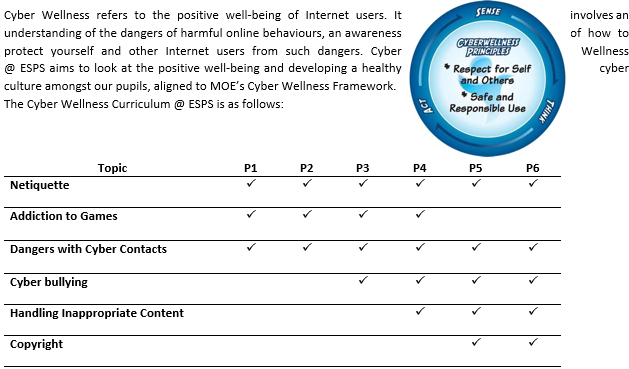 Cyber Wellness refers to the positive well-being of Internet users. It involves an
understanding of the dangers of harmful online behaviours, an awareness of how to
protect yourself and other Internet users from such dangers. Cyber Wellness
@ ESPS aims to look at the positive well-being and developing a healthy cyber
culture amongst our pupils, aligned to MOE's Cyber Wellness Framework.
The Cyber Wellness Curriculum @ ESPS is as follows:
SENSE
CYBERWELLNESS
PRINCIPLES
* Respect for Self
and Others
* Safe and
Responsible Use
ACT
THINK
Topic P1 P2 P3 P4 P5 P6
Netiquette ✓ ✓ ✓ ✓ ✓ ✓
Addiction to Games ✓ ✓ ✓ ✓
Dangers with Cyber Contacts ✓ ✓ ✓ ✓ ✓ ✓
Cyber bullying ✓ ✓ ✓ ✓
Handling Inappropriate Content ✓ ✓ ✓
Copyright ✓ ✓